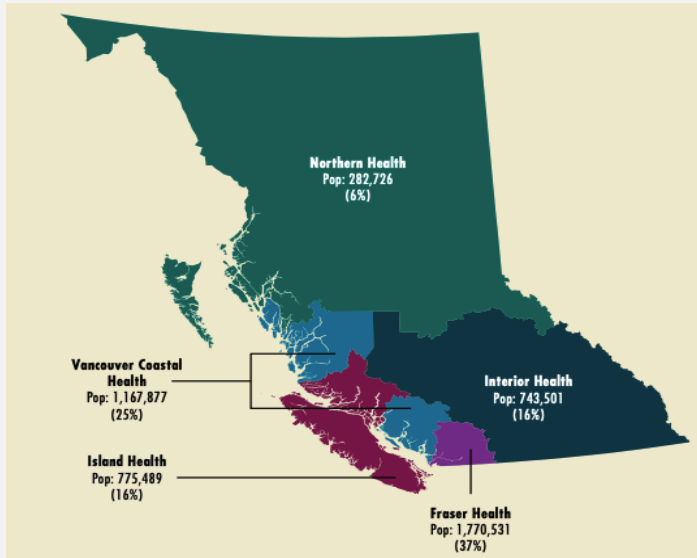 Northern Health
Pop: 282,726
(6%)
Vancouver Coastal
Health
Pop: 1,167,877
(25%)
Interior Health
Pop: 743,501
(16%)
Island Health
Pop: 775,489
(16%)
Fraser Health
Pop: 1,770,531
(37%)